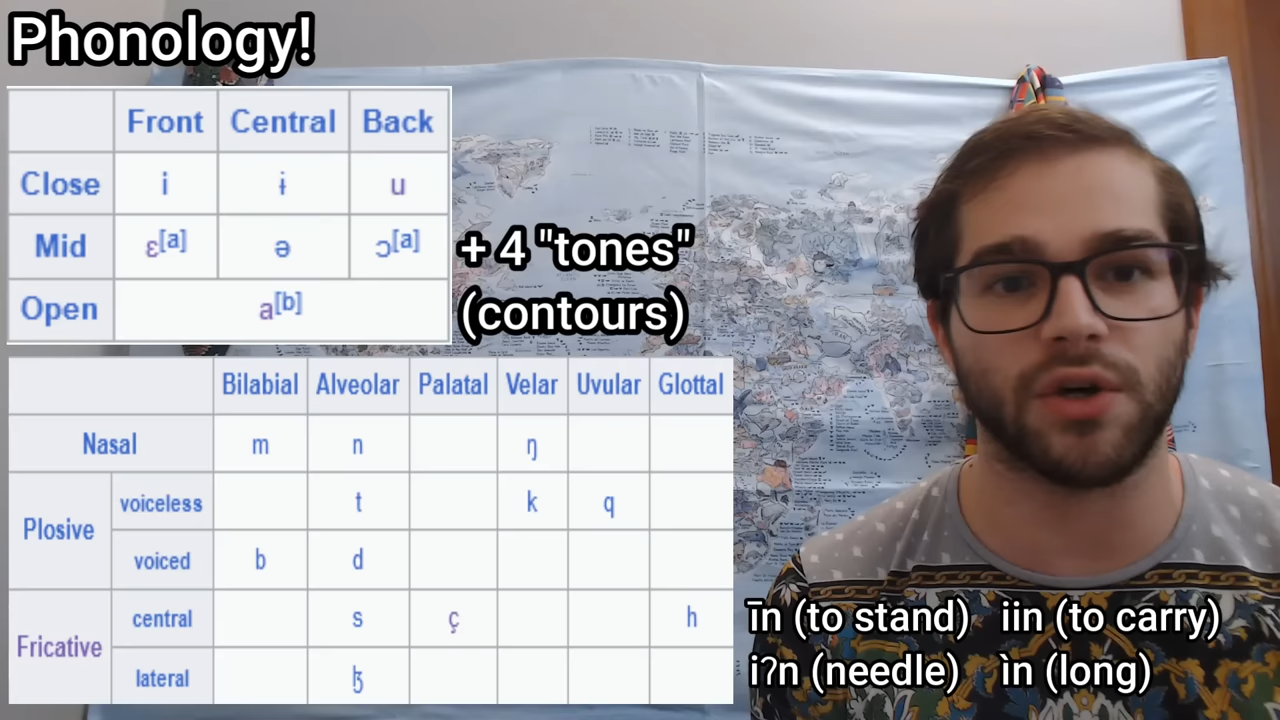 Phonology!
Front Central Back
Close i ɨ u
Mid ɛ[a] ə ɔ[a]
Open a[b]
+ 4 "tones"
(contours)
Bilabial Alveolar Palatal Velar Uvular Glottal
Nasal m n ŋ
Plosive voiceless t k q
voiced b d
Fricative central s ç h
lateral ɮ
īn (to stand) iin (to carry)
iʔn (needle) ìn (long)